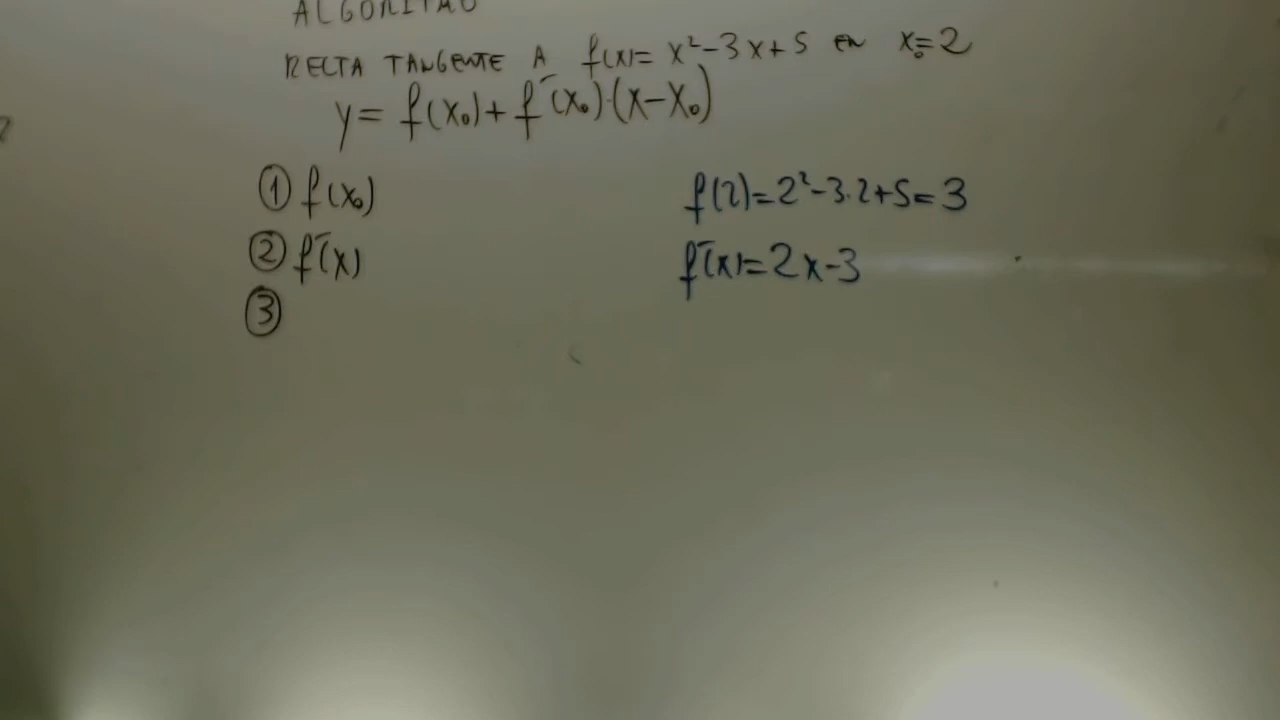 ALGORITMO
RECTA TANGENTE A f(x)= x²-3x+5 EN x₀=2
y= f(x₀)+f'(x₀)·(x-x₀)
① f(x₀) f(2)=2²-3·2+5=3
② f'(x) f'(x)=2x-3
③